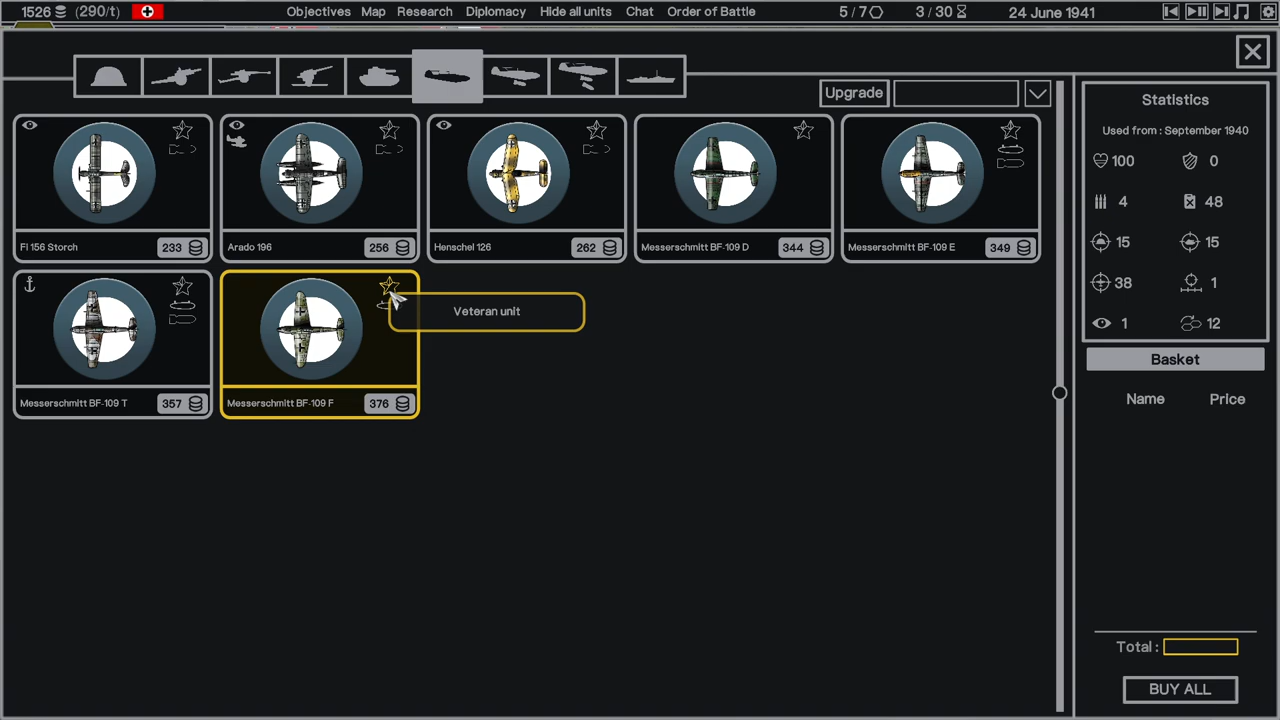 1526 (290/t) Objectives Map Research Diplomacy Hide all units Chat Order of Battle 5 / 7 3 / 30 24 June 1941
Upgrade
Fi 156 Storch 233
Arado 196 256
Henschel 126 262
Messerschmitt BF-109 D 344
Messerschmitt BF-109 E 349
Messerschmitt BF-109 T 357
Messerschmitt BF-109 F 376
Veteran unit
Statistics
Used from : September 1940
100 0
4 48
15 15
38 1
1 12
Basket
Name Price
Total :
BUY ALL